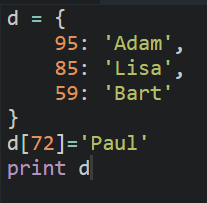 d = {
    95: 'Adam',
    85: 'Lisa',
    59: 'Bart'
}
d[72]='Paul'
print d